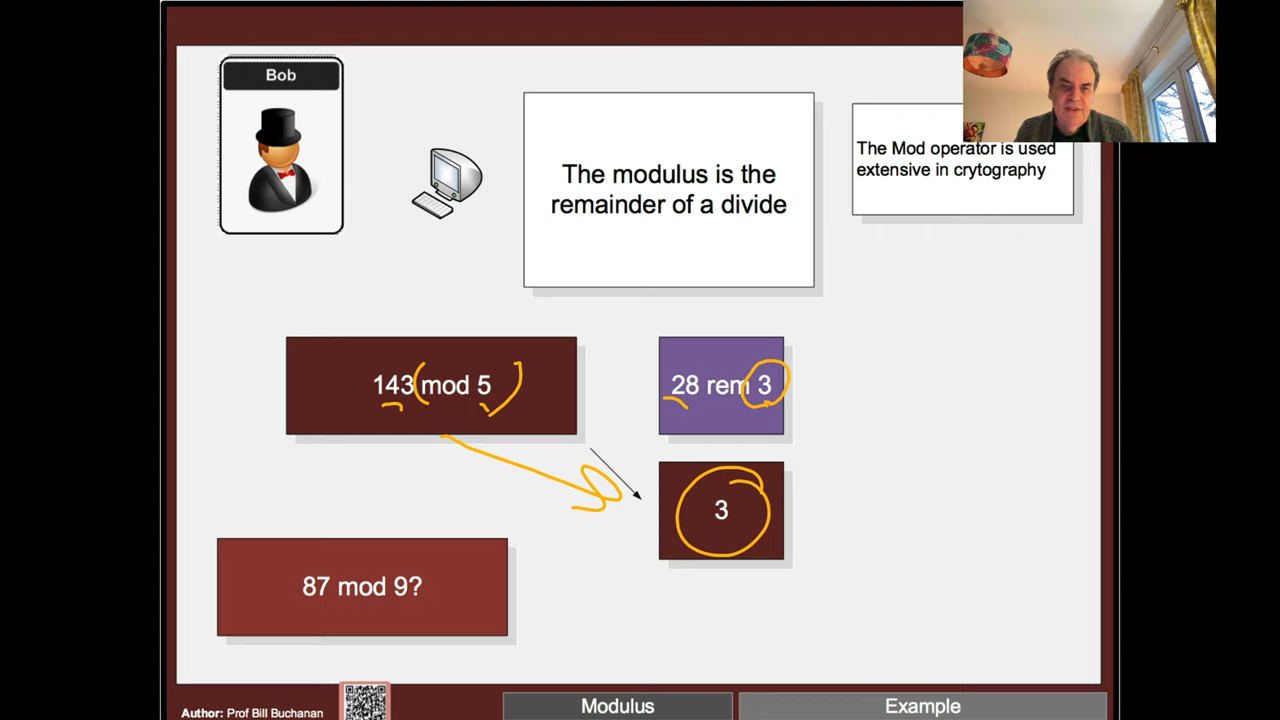 Bob
The modulus is the
remainder of a divide
The Mod operator is used
extensive in crytography
143 mod 5
28 rem 3
3
87 mod 9?
Author: Prof Bill Buchanan
Modulus
Example